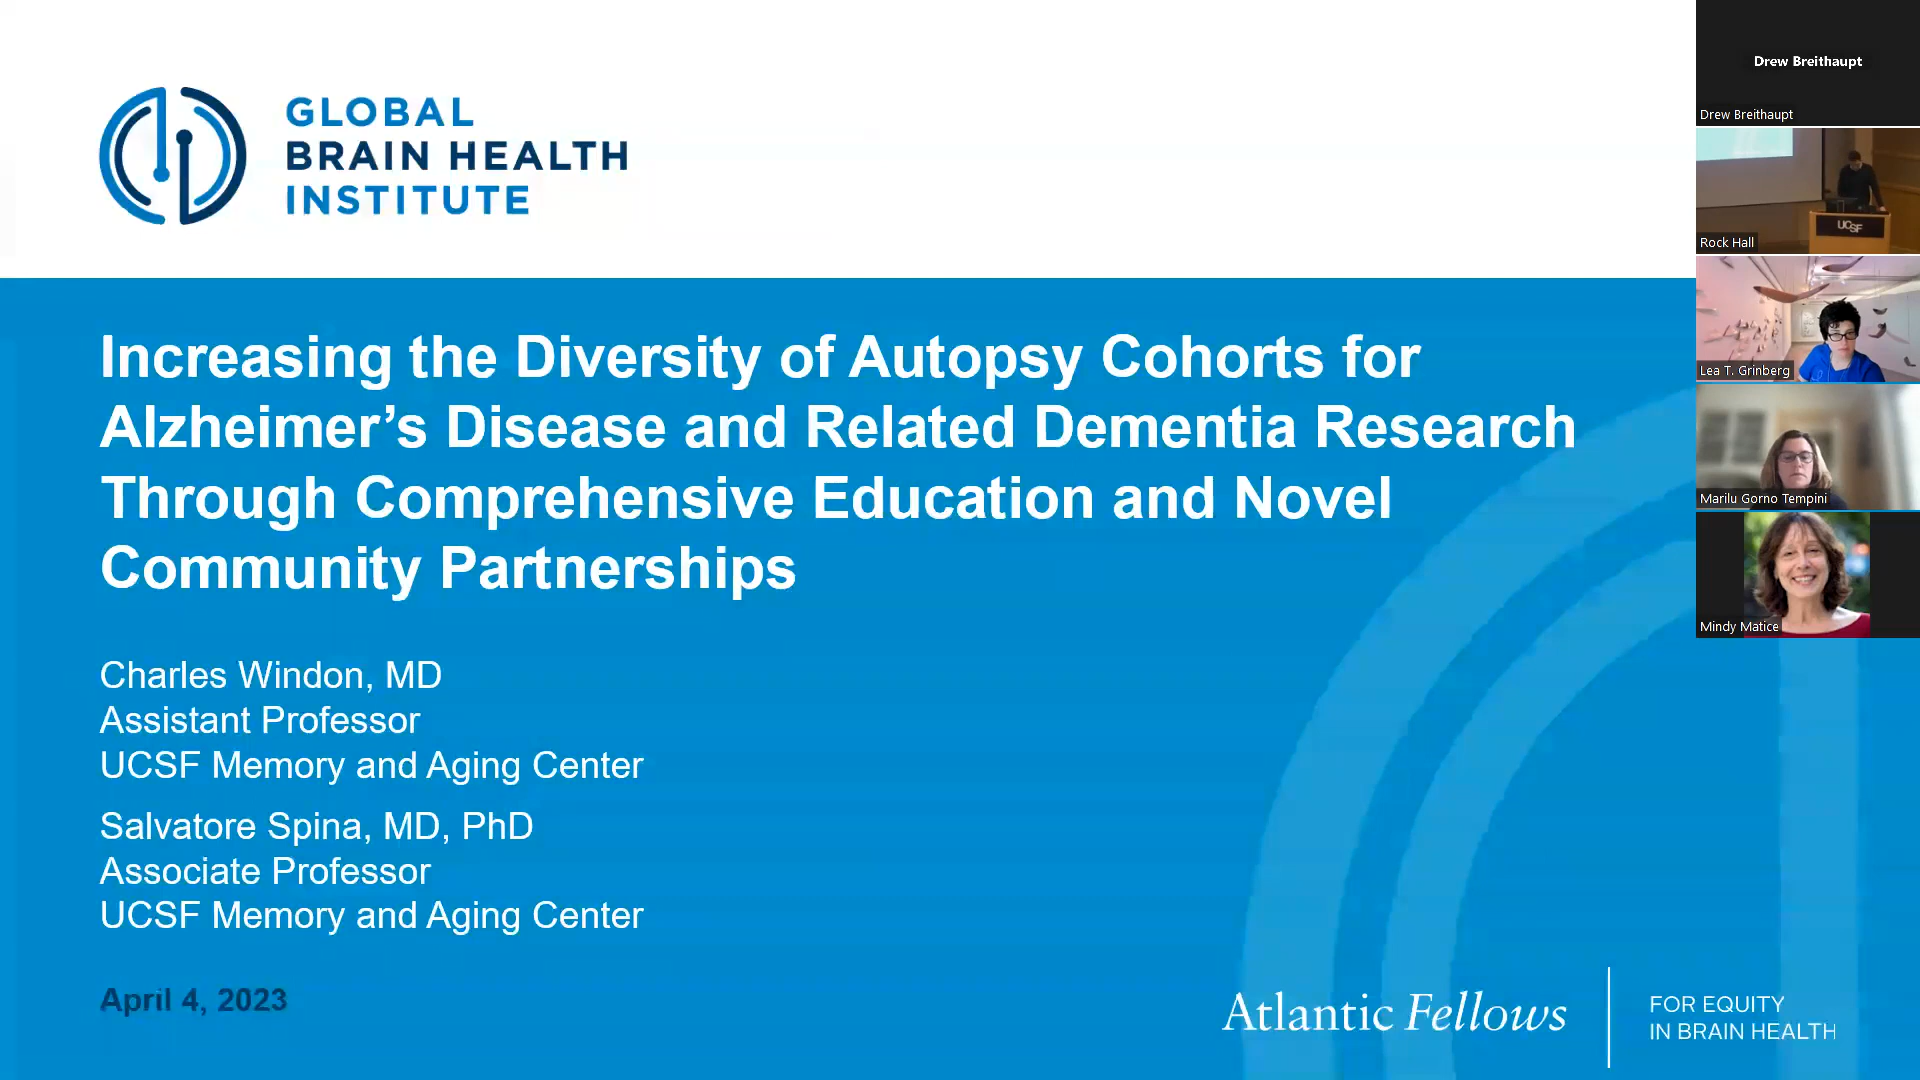 GLOBAL
BRAIN HEALTH
INSTITUTE
Increasing the Diversity of Autopsy Cohorts for
Alzheimer’s Disease and Related Dementia Research
Through Comprehensive Education and Novel
Community Partnerships
Charles Windon, MD
Assistant Professor
UCSF Memory and Aging Center
Salvatore Spina, MD, PhD
Associate Professor
UCSF Memory and Aging Center
April 4, 2023
Atlantic Fellows
FOR EQUITY
IN BRAIN HEALTH
Drew Breithaupt
Drew Breithaupt
UCSF
Rock Hall
Lea T. Grinberg
Marilu Gorno Tempini
Mindy Matice